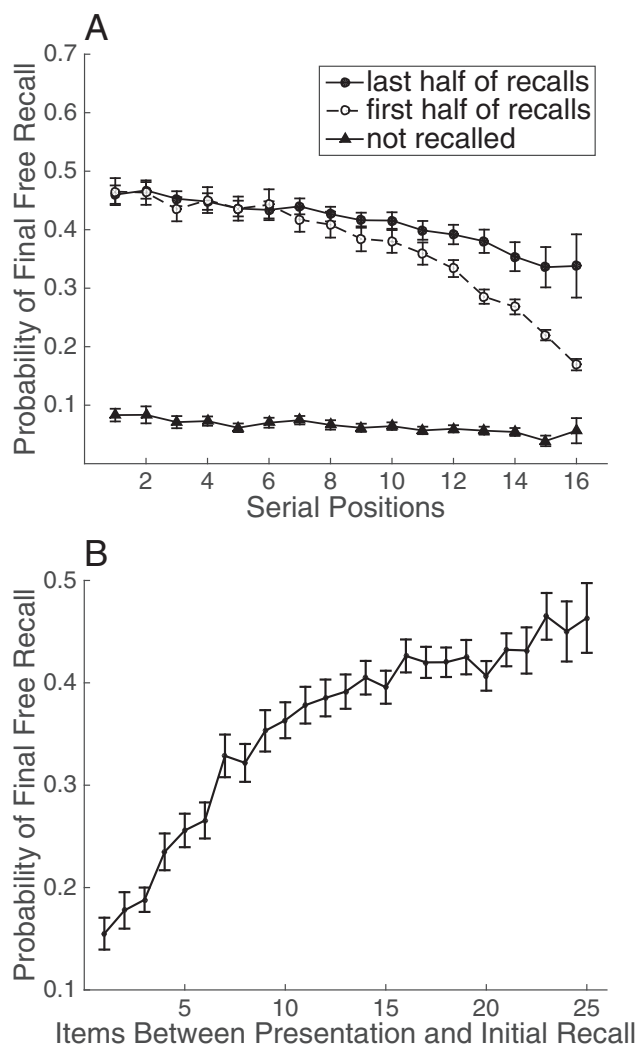 A
0.7
last half of recalls
0.6
first half of recalls
not recalled
0.5
0.4
0.3
0.2
0.1
Probability of Final Free Recall
2 4 6 8 10 12 14 16
Serial Positions
B
0.5
0.4
0.3
0.2
0.1
Probability of Final Free Recall
5 10 15 20 25
Items Between Presentation and Initial Recall